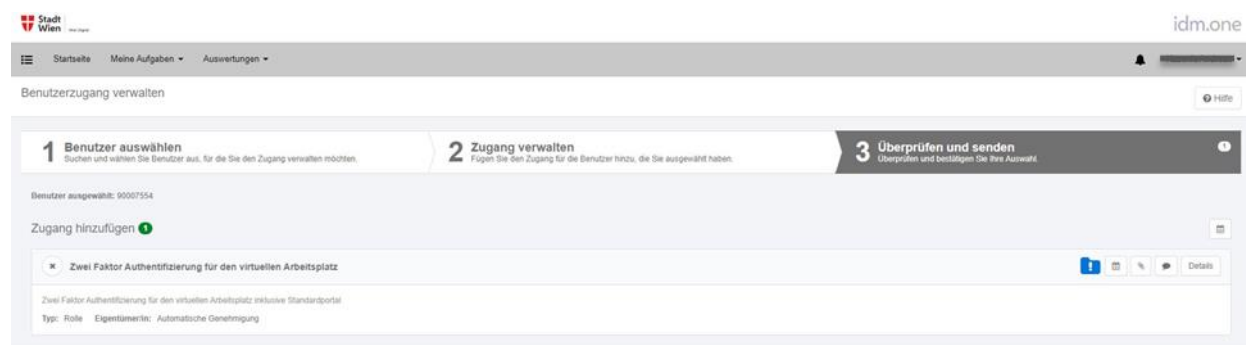 Stadt
Wien
idm.one
Startseite Meine Aufgaben Auswertungen
Benutzerzugang verwalten
Hilfe
1 Benutzer auswählen
Suchen und wählen Sie Benutzer aus, für die Sie den Zugang verwalten möchten.
2 Zugang verwalten
Fügen Sie den Zugang für die Benutzer hinzu, die Sie ausgewählt haben.
3 Überprüfen und senden 1
Überprüfen und bestätigen Sie Ihre Auswahl.
Benutzer ausgewählt: 90007554
Zugang hinzufügen 1
Zwei Faktor Authentifizierung für den virtuellen Arbeitsplatz
Details
Zwei Faktor Authentifizierung für den virtuellen Arbeitsplatz inklusive Standardportal
Typ: Rolle Eigentümer/in: Automatische Genehmigung